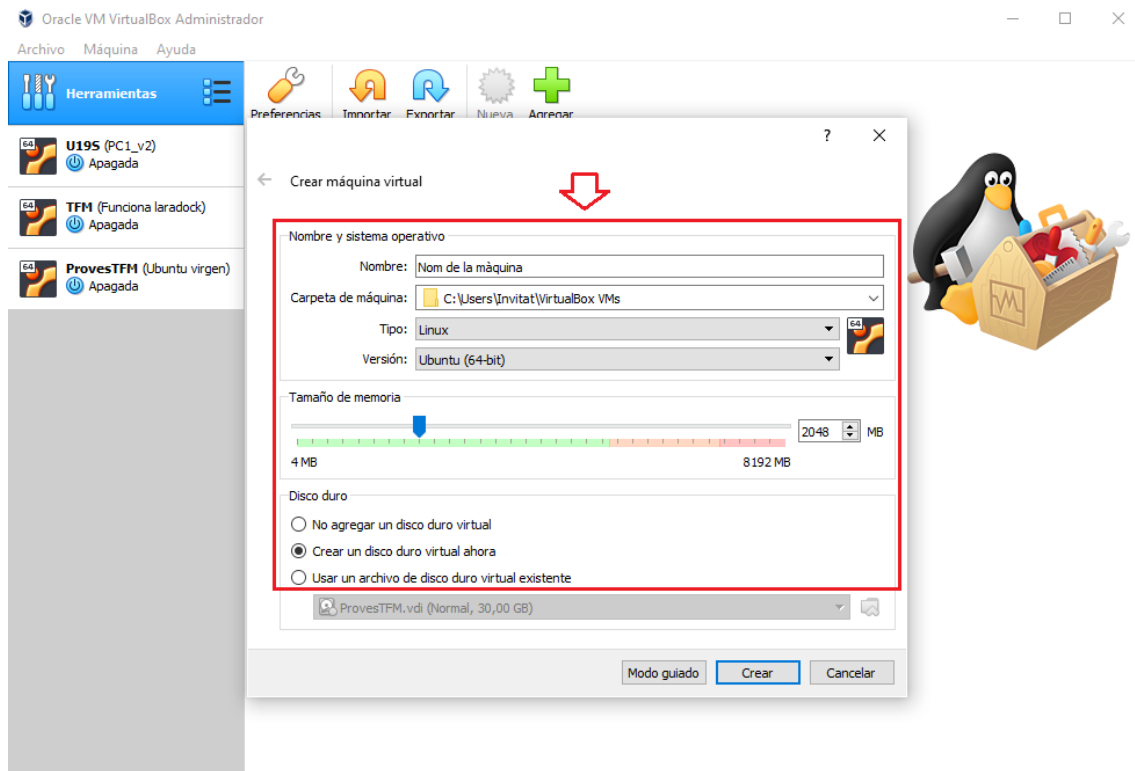 Oracle VM VirtualBox Administrador
Archivo Máquina Ayuda
Herramientas
Preferencias Importar Exportar Nueva Agregar
64
U19S (PC1_v2)
Apagada
64
TFM (Funciona laradock)
Apagada
64
ProvesTFM (Ubuntu virgen)
Apagada
?
Crear máquina virtual
Nombre y sistema operativo
Nombre: Nom de la màquina
Carpeta de máquina: C:\Users\Invitat\VirtualBox VMs
Tipo: Linux
64
Versión: Ubuntu (64-bit)
Tamaño de memoria
2048 MB
4 MB 8192 MB
Disco duro
No agregar un disco duro virtual
Crear un disco duro virtual ahora
Usar un archivo de disco duro virtual existente
ProvesTFM.vdi (Normal, 30,00 GB)
Modo guiado Crear Cancelar